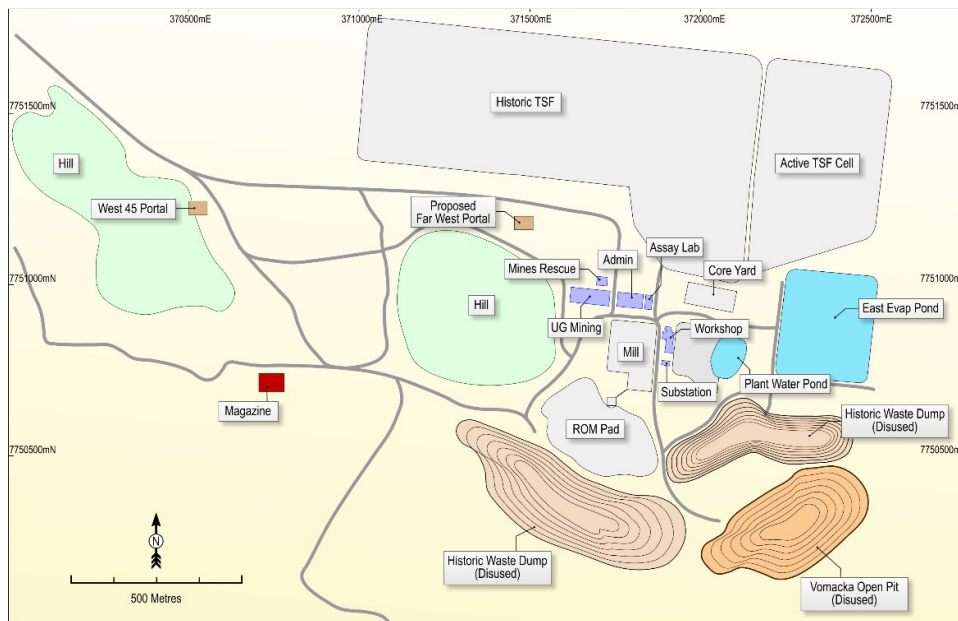 370500mE
371000mE
371500mE
372000mE
372500mE
7751500mN
7751500mN
Historic TSF
Active TSF Cell
Hill
West 45 Portal
Proposed
Far West Portal
Assay Lab
Admin
Mines Rescue
Core Yard
7751000mN
7751000mN
Hill
UG Mining
Workshop
East Evap Pond
Mill
Magazine
Substation
Plant Water Pond
Historic Waste Dump
(Disused)
ROM Pad
7750500mN
7750500mN
N
500 Metres
Historic Waste Dump
(Disused)
Vomacka Open Pit
(Disused)